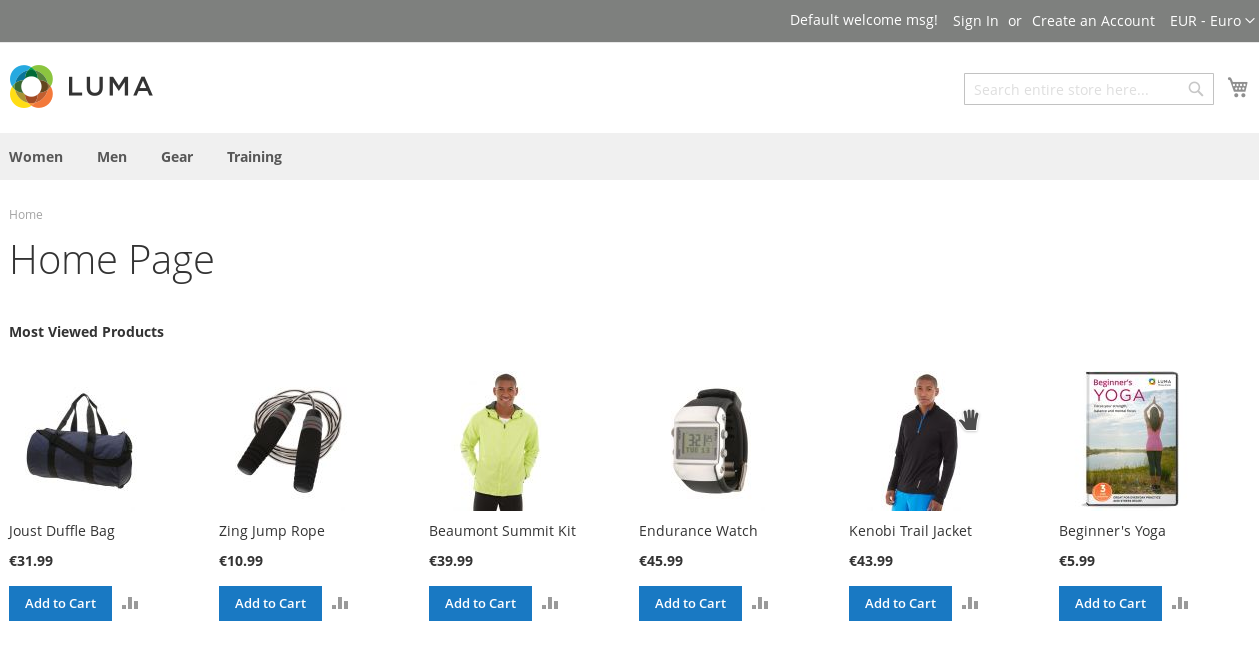 Default welcome msg! Sign In or Create an Account EUR - Euro
LUMA
Search entire store here...
Women Men Gear Training
Home
Home Page
Most Viewed Products
Beginner's
YOGA
LUMA
3
Joust Duffle Bag Zing Jump Rope Beaumont Summit Kit Endurance Watch Kenobi Trail Jacket Beginner's Yoga
€31.99 €10.99 €39.99 €45.99 €43.99 €5.99
Add to Cart Add to Cart Add to Cart Add to Cart Add to Cart Add to Cart